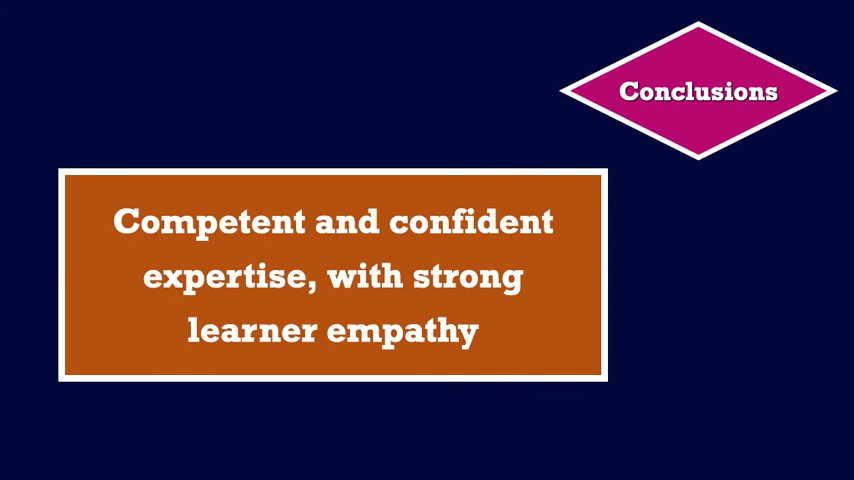 Conclusions
Competent and confident
expertise, with strong
learner empathy